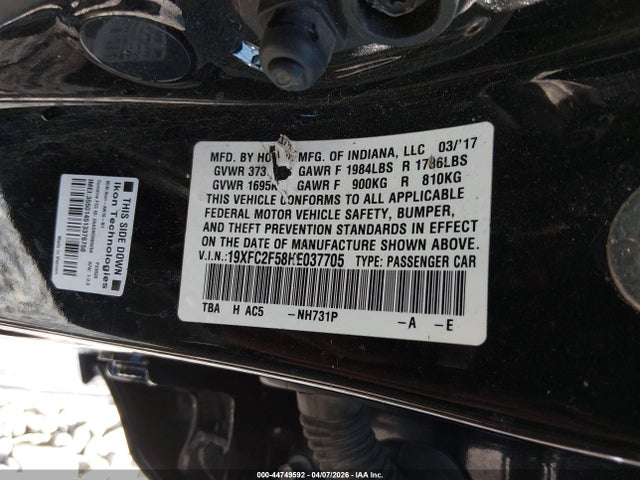 MFD. BY HO MFG. OF INDIANA, LLC 03/'17
GVWR 373 GAWR F 1984LBS R 1786LBS
GVWR 1695K GAWR F 900KG R 810KG
THIS VEHICLE CONFORMS TO ALL APPLICABLE
FEDERAL MOTOR VEHICLE SAFETY, BUMPER,
AND THEFT PREVENTION STANDARDS IN EFFECT
ON THE DATE OF MANUFACTURE SHOWN ABOVE.
V.I.N.: 19XFC2F58HE037705 TYPE: PASSENGER CAR
TBA H AC5 -NH731P -A -E
THIS SIDE DOWN
Ikon Technologies
Made in Vietnam
000-44749592 - 04/07/2026 - IAA Inc.